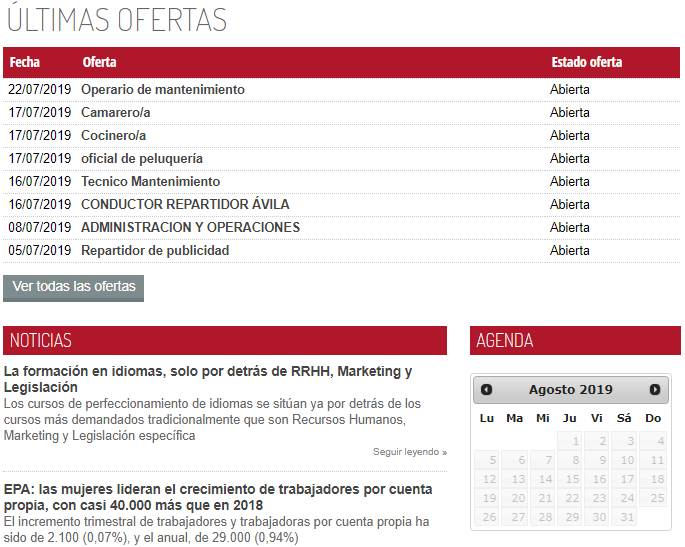 ÚLTIMAS OFERTAS
Fecha Oferta Estado oferta
22/07/2019 Operario de mantenimiento Abierta
17/07/2019 Camarero/a Abierta
17/07/2019 Cocinero/a Abierta
17/07/2019 oficial de peluquería Abierta
16/07/2019 Tecnico Mantenimiento Abierta
16/07/2019 CONDUCTOR REPARTIDOR ÁVILA Abierta
08/07/2019 ADMINISTRACION Y OPERACIONES Abierta
05/07/2019 Repartidor de publicidad Abierta
Ver todas las ofertas
NOTICIAS
La formación en idiomas, solo por detrás de RRHH, Marketing y
Legislación
Los cursos de perfeccionamiento de idiomas se sitúan ya por detrás de los
cursos más demandados tradicionalmente que son Recursos Humanos,
Marketing y Legislación específica
Seguir leyendo »
EPA: las mujeres lideran el crecimiento de trabajadores por cuenta
propia, con casi 40.000 más que en 2018
El incremento trimestral de trabajadores y trabajadoras por cuenta propia ha
sido de 2.100 (0,07%), y el anual, de 29.000 (0,94%)
AGENDA
Agosto 2019
Lu Ma Mi Ju Vi Sá Do
1 2 3 4
5 6 7 8 9 10 11
12 13 14 15 16 17 18
19 20 21 22 23 24 25
26 27 28 29 30 31